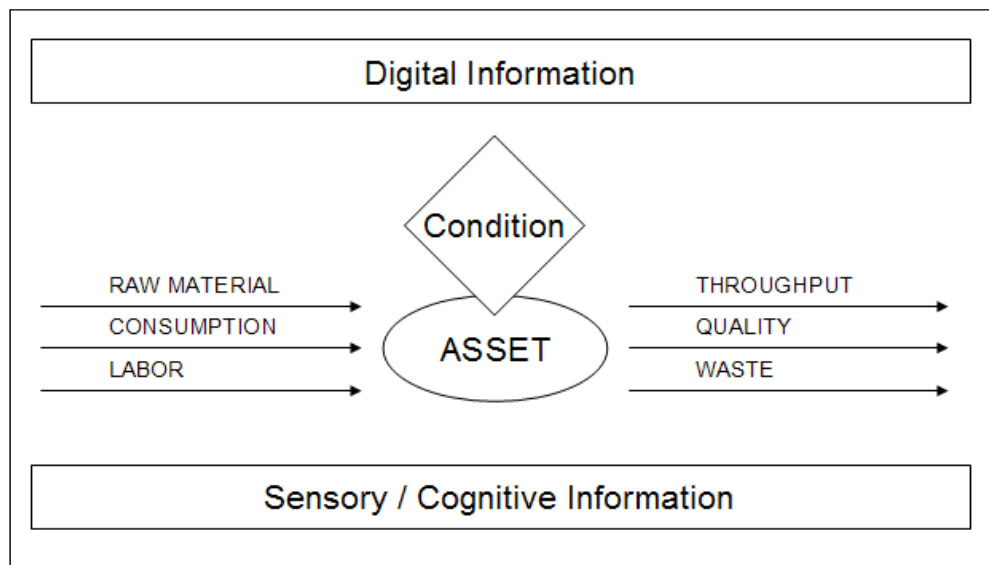 Digital Information
Condition
RAW MATERIAL
CONSUMPTION
LABOR
ASSET
THROUGHPUT
QUALITY
WASTE
Sensory / Cognitive Information